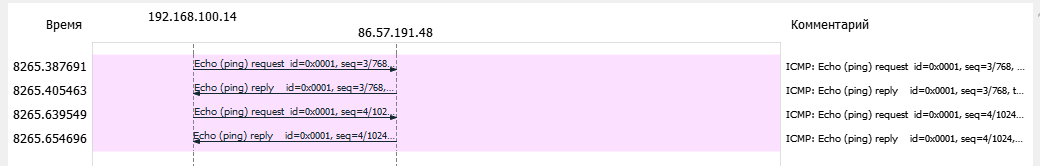 192.168.100.14
Время
Комментарий
86.57.191.48
8265.387691 Echo (ping) request id=0x0001, seq=3/768... ICMP: Echo (ping) request id=0x0001, seq=3/768, ...
8265.405463 Echo (ping) reply id=0x0001, seq=3/768,... ICMP: Echo (ping) reply id=0x0001, seq=3/768, t...
8265.639549 Echo (ping) request id=0x0001, seq=4/102... ICMP: Echo (ping) request id=0x0001, seq=4/1024...
8265.654696 Echo (ping) reply id=0x0001, seq=4/1024... ICMP: Echo (ping) reply id=0x0001, seq=4/1024,...